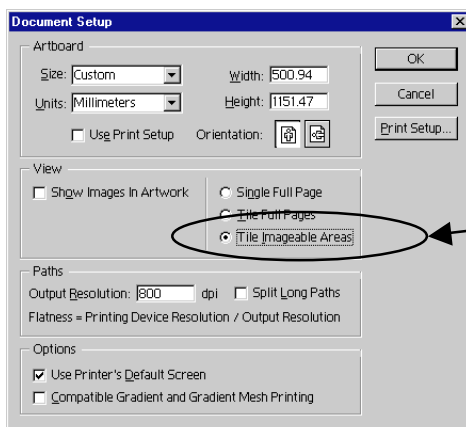 Document Setup
Artboard
Size: Custom
Width: 500.94
Units: Millimeters
Height: 1151.47
Use Print Setup
Orientation:
OK
Cancel
Print Setup...
View
Show Images In Artwork
Single Full Page
Tile Full Pages
Tile Imageable Areas
Paths
Output Resolution: 800 dpi
Split Long Paths
Flatness = Printing Device Resolution / Output Resolution
Options
Use Printer's Default Screen
Compatible Gradient and Gradient Mesh Printing